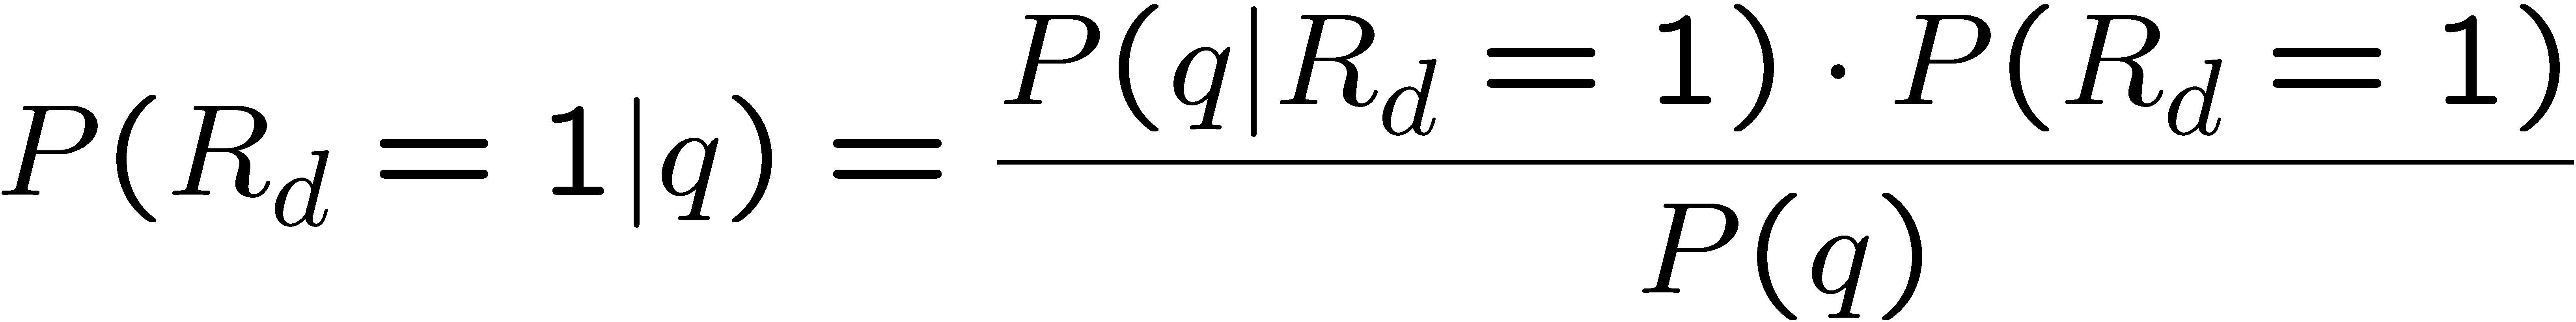 P(R_d = 1|q) = \frac{P(q|R_d = 1) \cdot P(R_d = 1)}{P(q)}